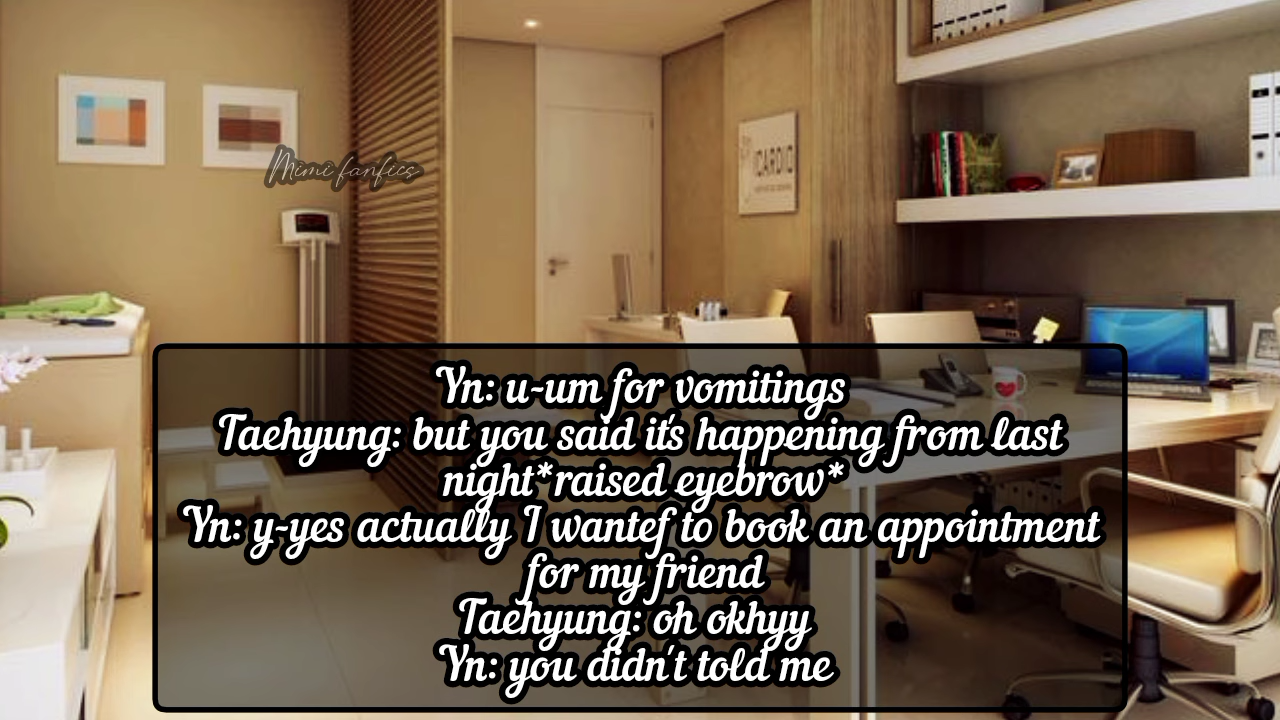 Mimi fanfics
CARDIO
Yn: u-um for vomitings
Taehyung: but you said it's happening from last
night*raised eyebrow*
Yn: y-yes actually I wantef to book an appointment
for my friend
Taehyung: oh okhyy
Yn: you didn't told me